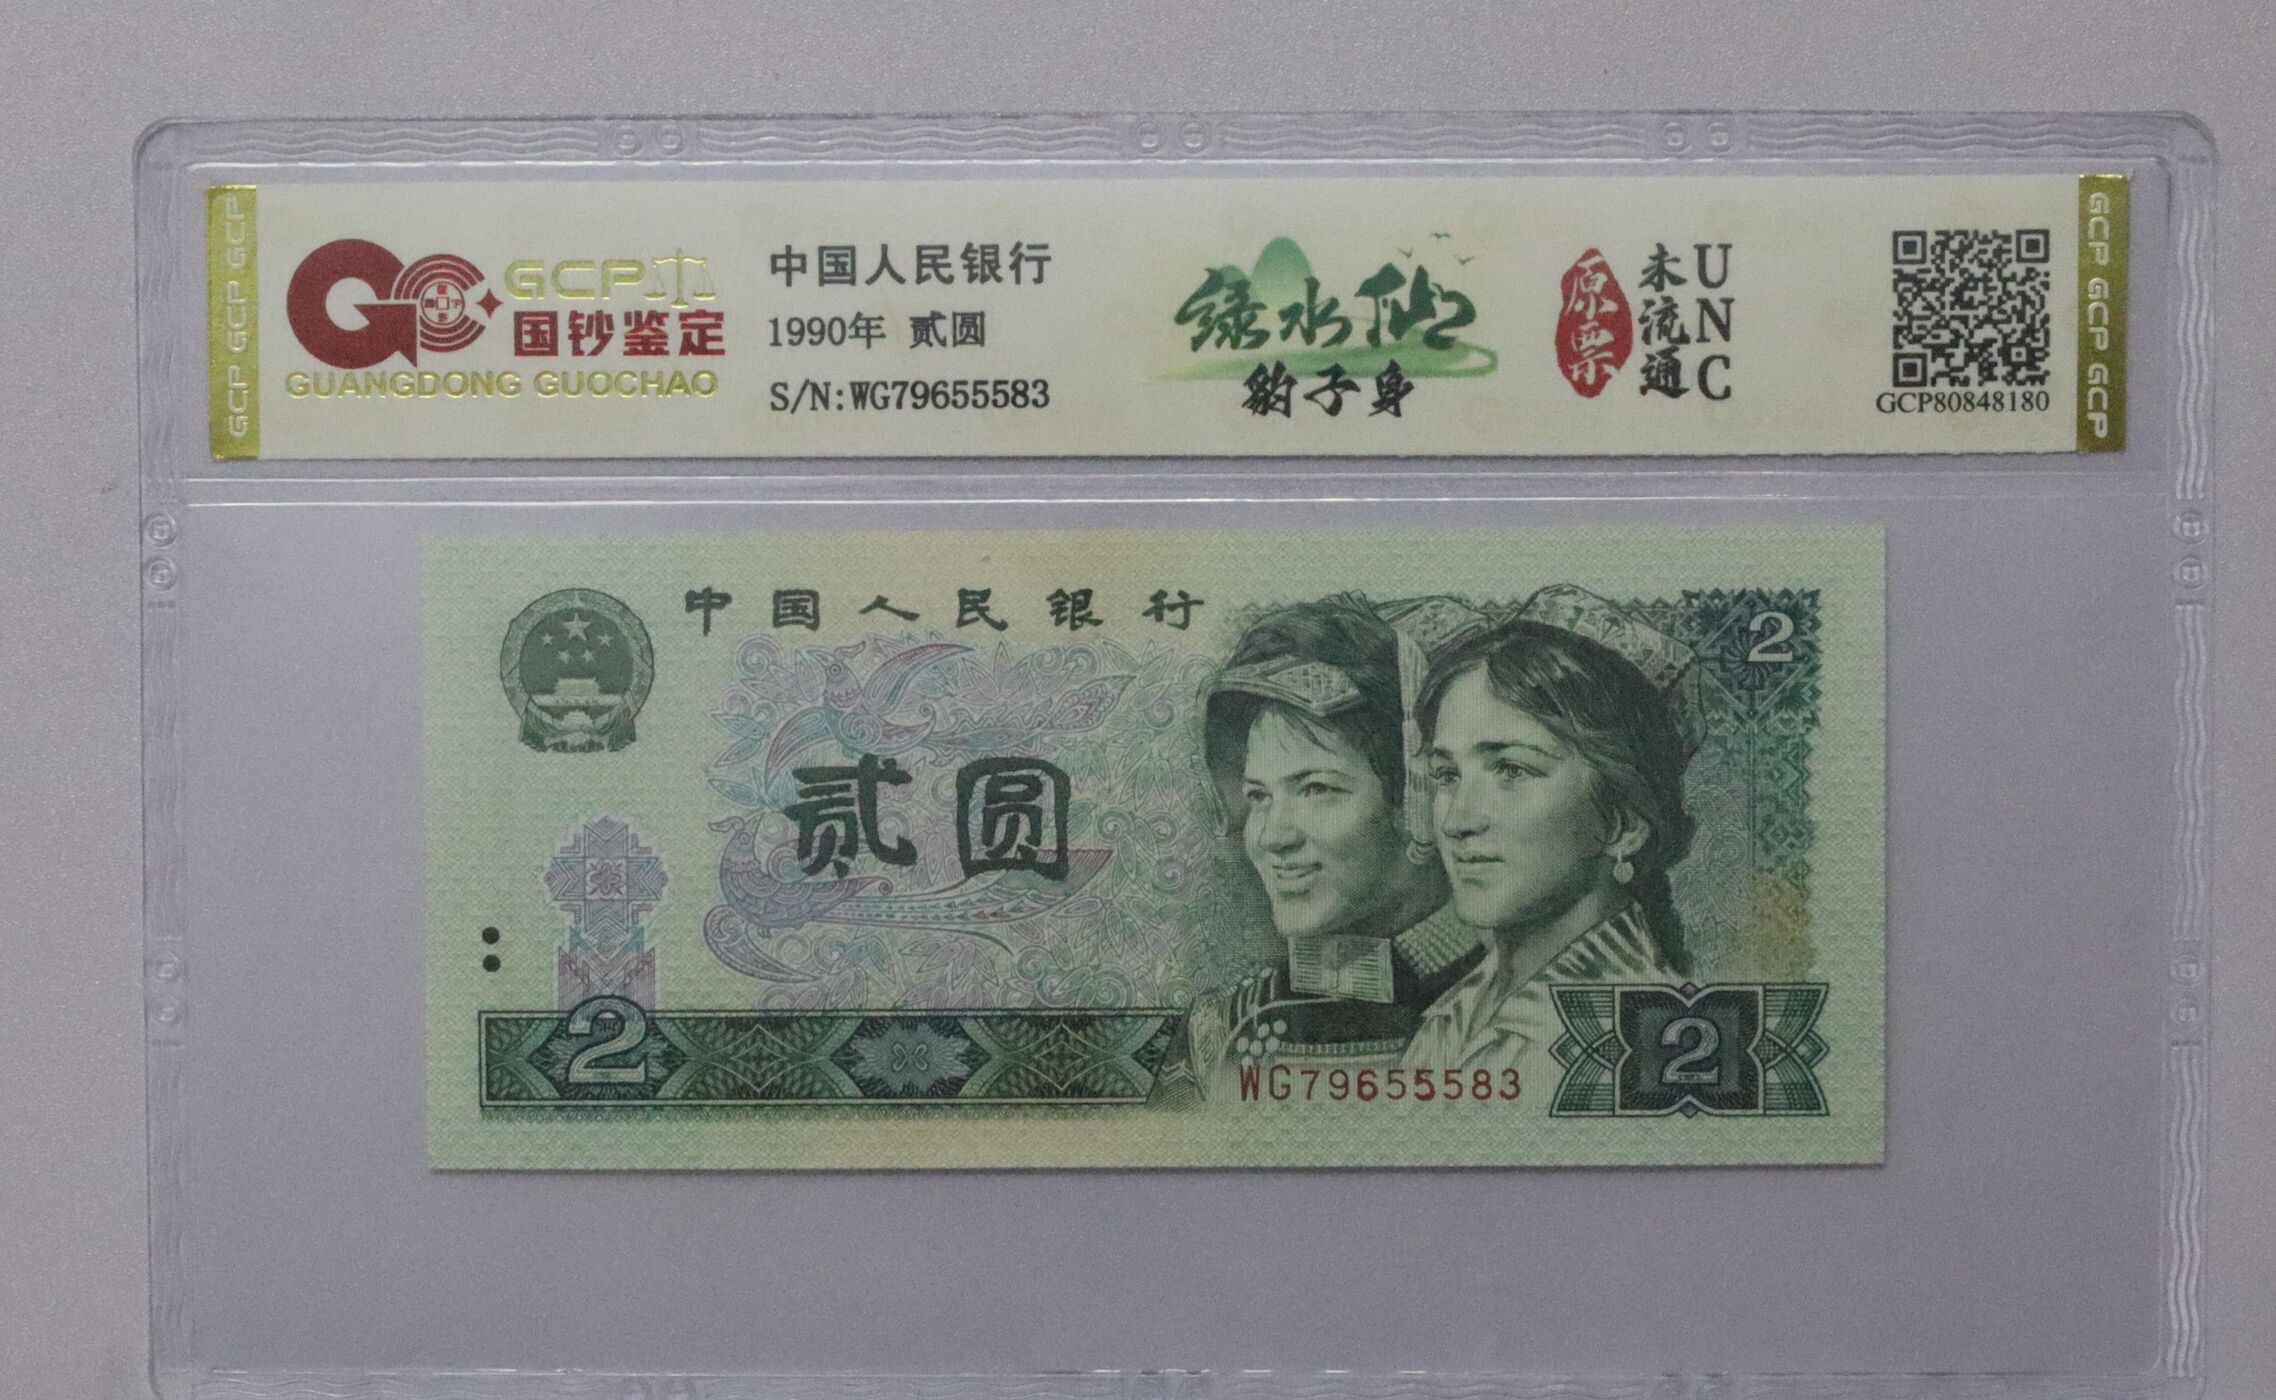 GCP GCP GCP
GCP
国钞鉴定
GUANGDONG GUOCHAO
中国人民银行
1990年 贰圆
S/N:WG79655583
绿水仙
豹子身
原票
未流通
UNC
GCP80848180
GCP GCP GCP
中国人民银行
2
贰圆
2
WG79655583
2